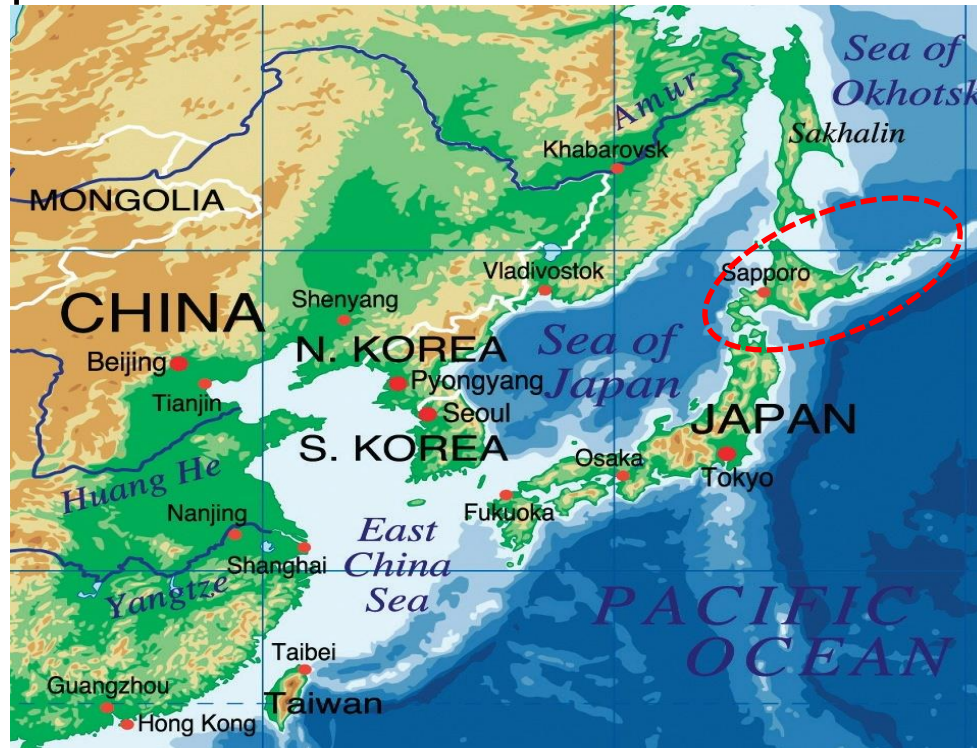 Sea of
Okhotsk
Amur
Sakhalin
Khabarovsk
MONGOLIA
Vladivostok
Sapporo
Shenyang
CHINA
N. KOREA
Sea of
Japan
Beijing
Pyongyang
Tianjin
Seoul
JAPAN
S. KOREA
Osaka
Tokyo
Huang He
Nanjing
Fukuoka
East
China
Sea
Shanghai
Yangtze
PACIFIC
OCEAN
Taibei
Guangzhou
Taiwan
Hong Kong